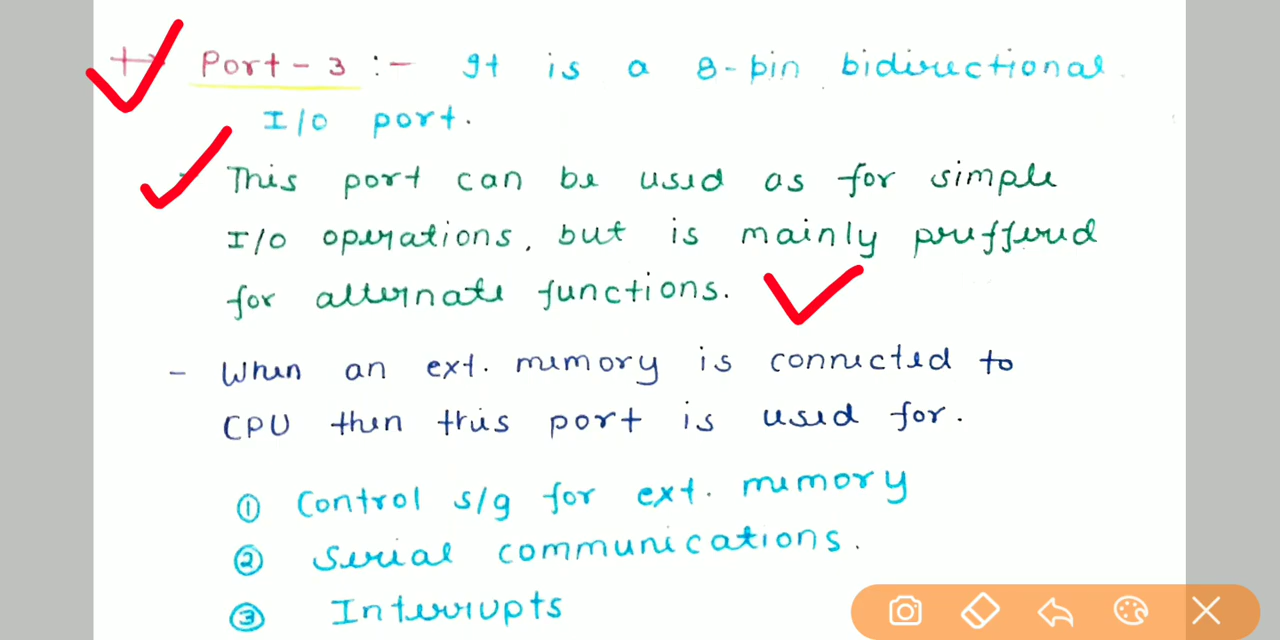 Port - 3 :- It is a 8-pin bidirectional
I/O port.
This port can be used as for simple
I/O operations, but is mainly preffered
for alternate functions.
- When an ext. memory is connected to
CPU then this port is used for.
① Control s/g for ext. memory
② Serial communications.
③ Interrupts